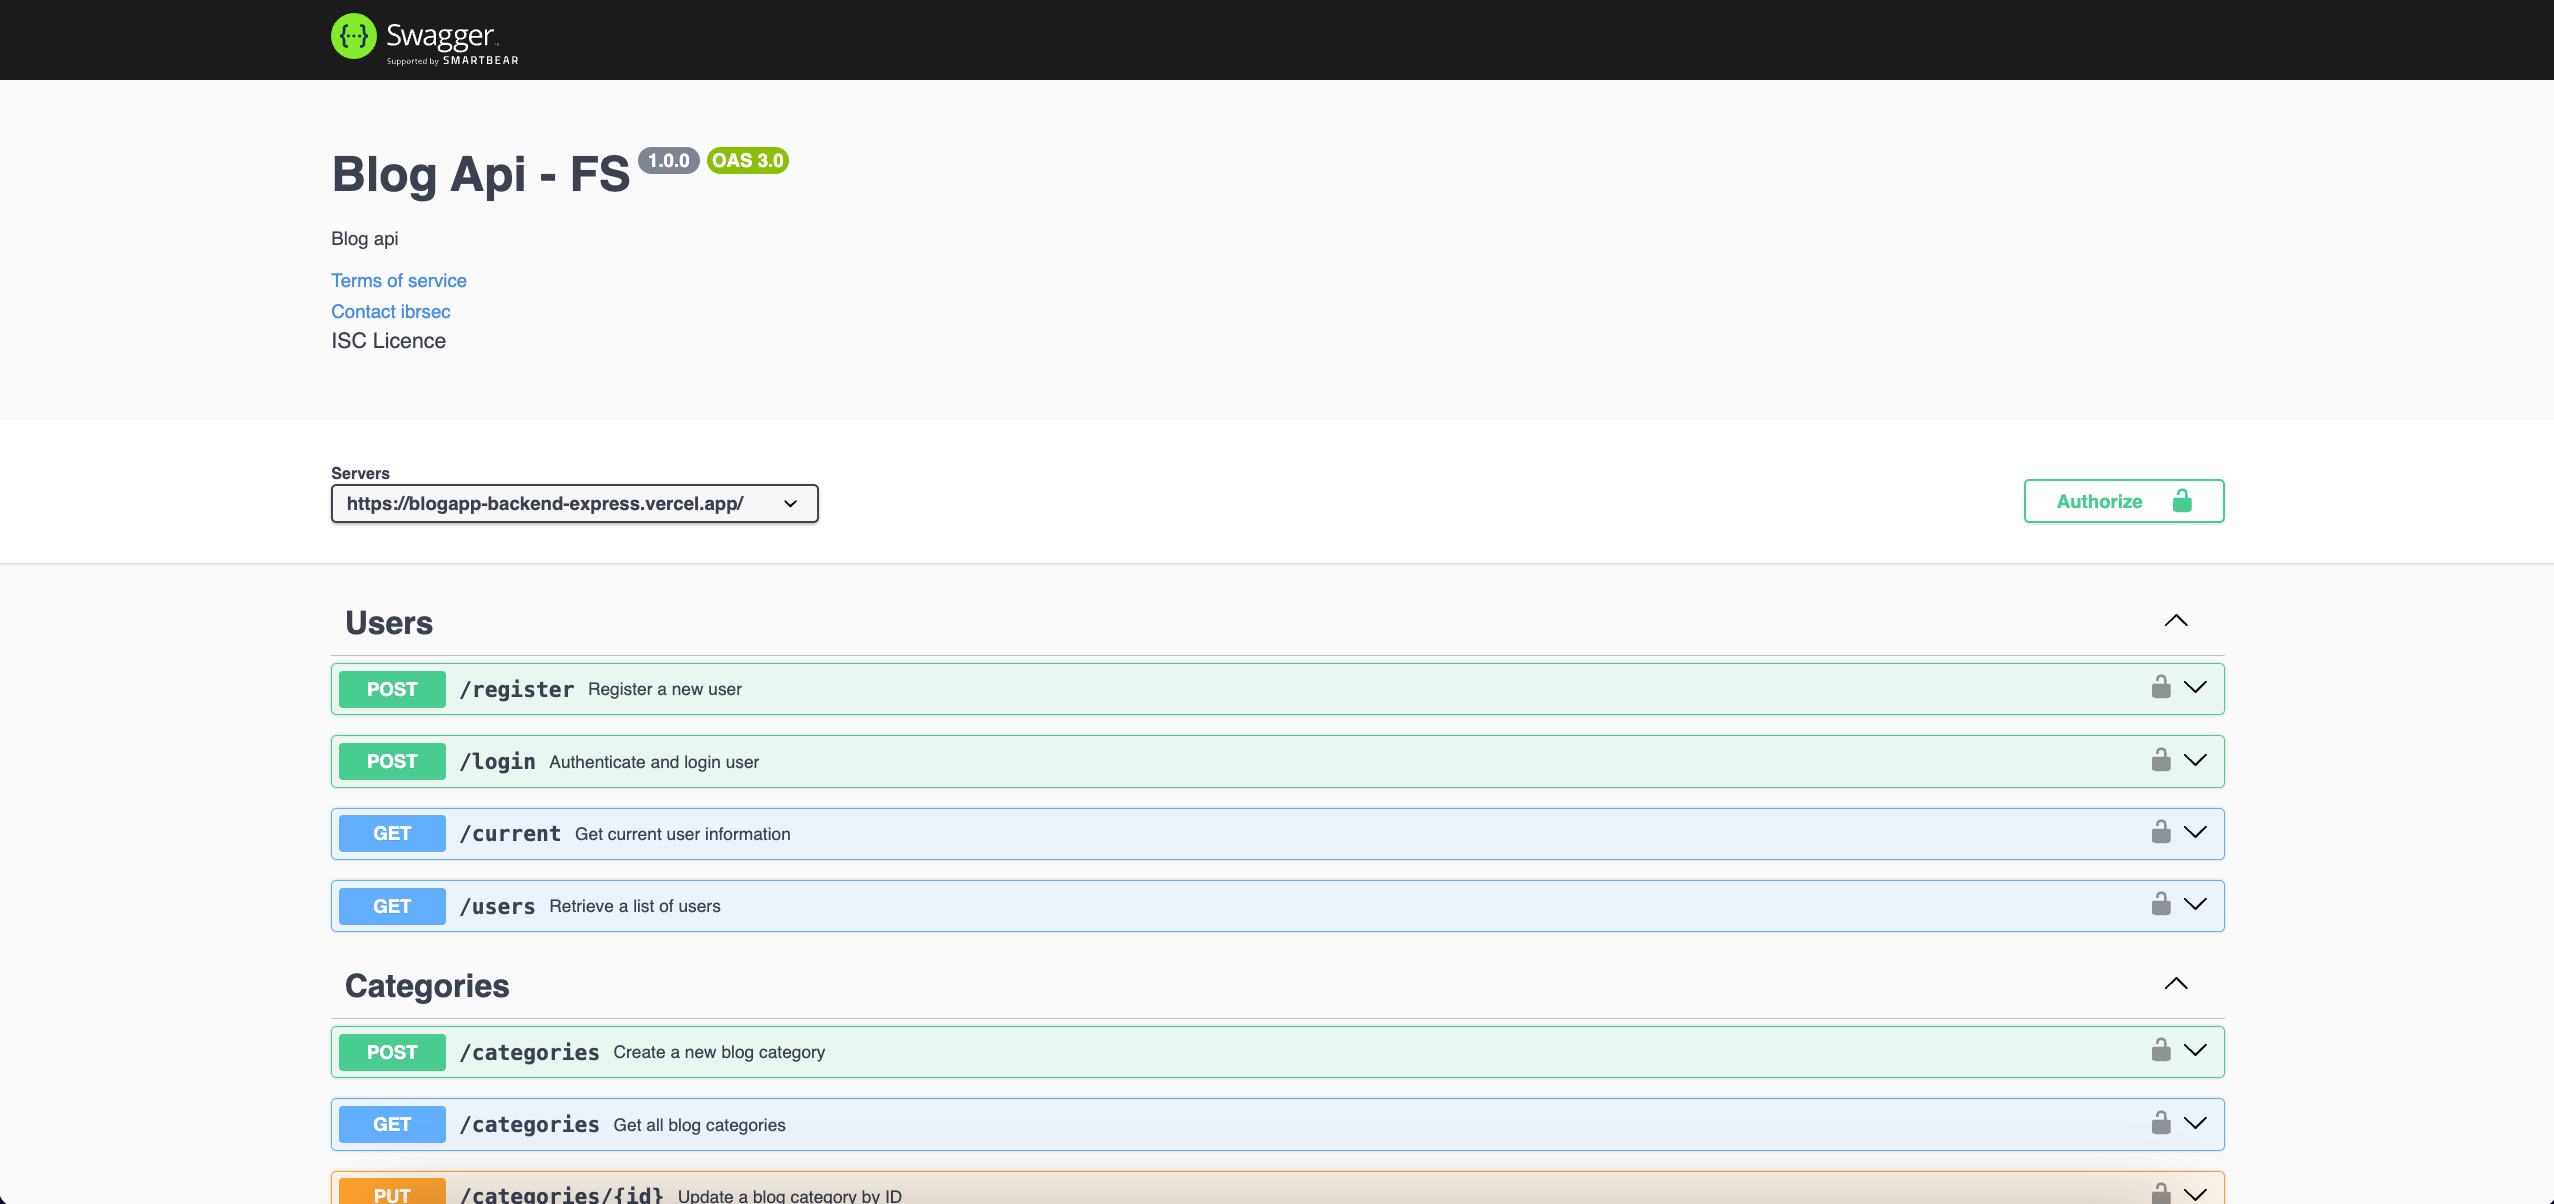 Swagger
Supported by SMARTBEAR
Blog Api - FS 1.0.0 OAS 3.0
Blog api
Terms of service
Contact ibrsec
ISC Licence
Servers
https://blogapp-backend-express.vercel.app/
Authorize
Users
POST /register Register a new user
POST /login Authenticate and login user
GET /current Get current user information
GET /users Retrieve a list of users
Categories
POST /categories Create a new blog category
GET /categories Get all blog categories
PUT /categories/{id} Update a blog category by ID